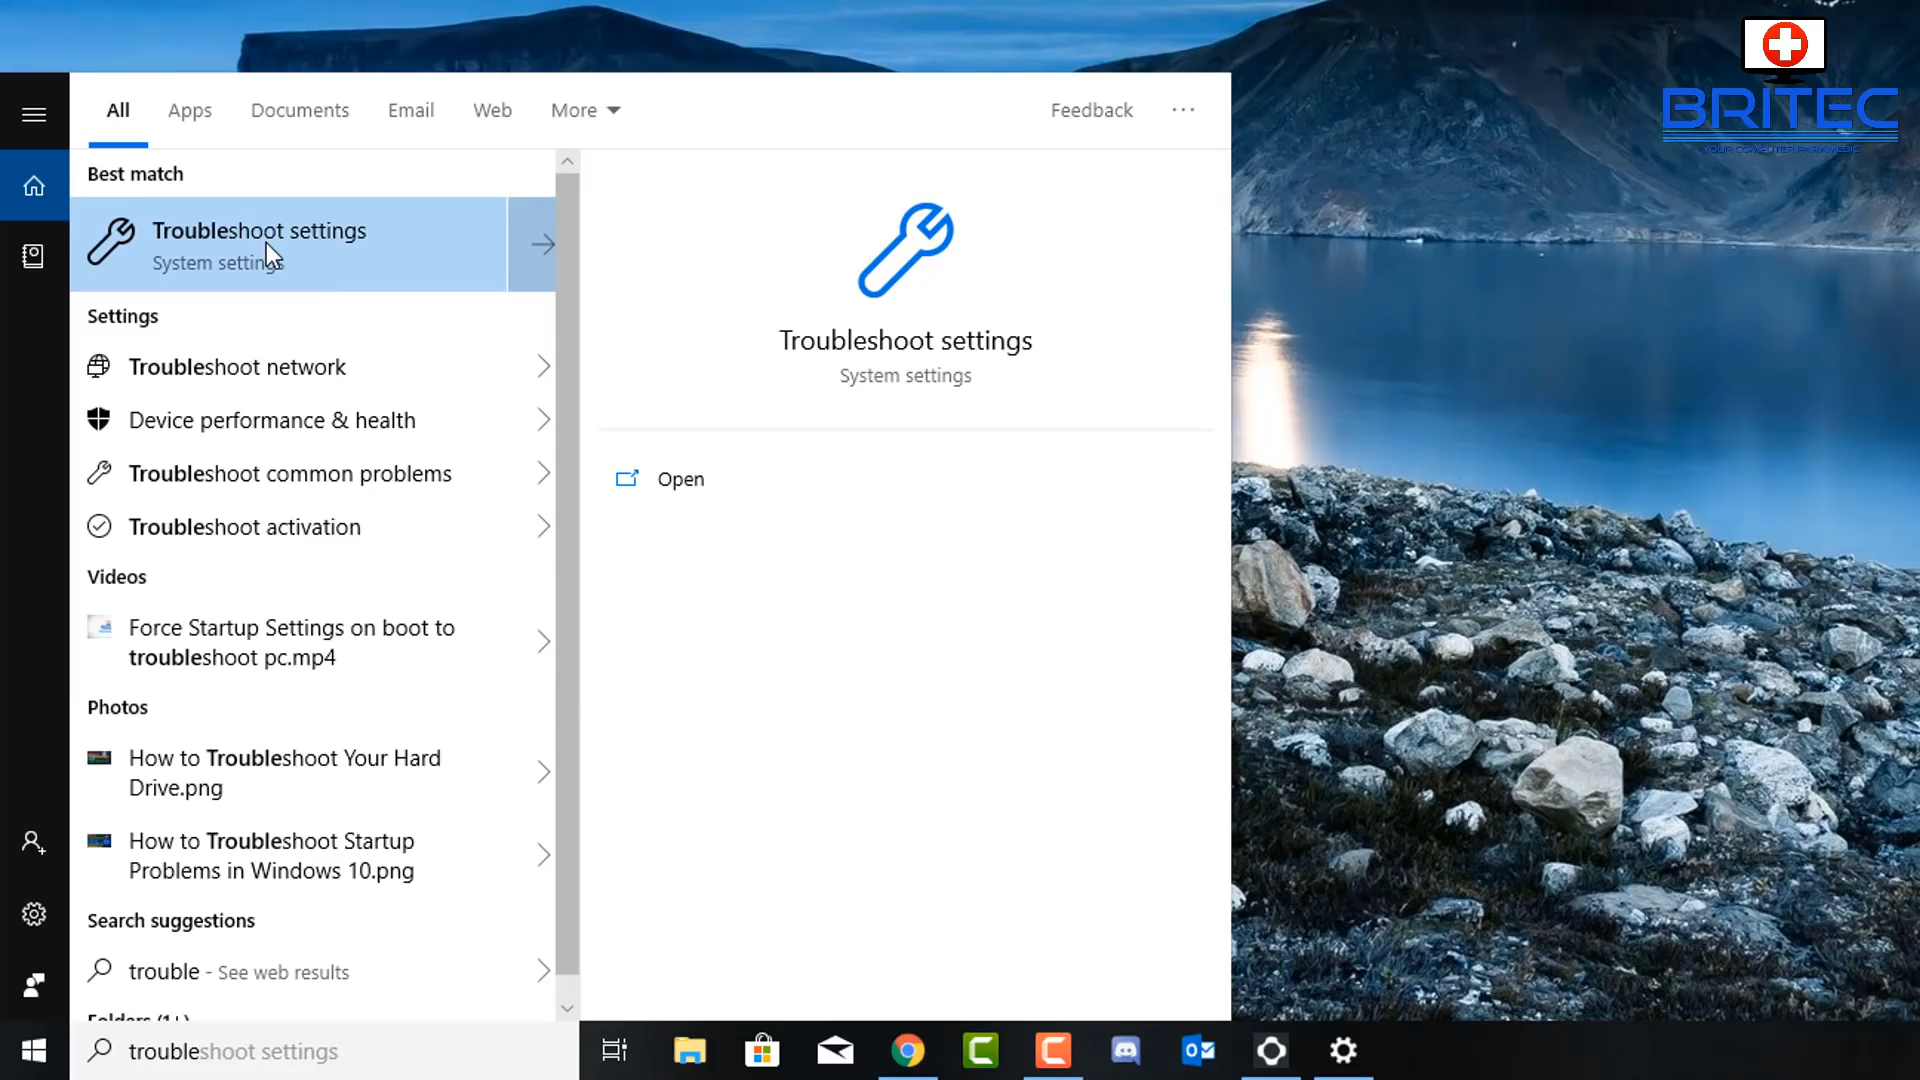 BRITEC
YOUR COMPUTER PARAMEDIC
All Apps Documents Email Web More Feedback
Best match
Troubleshoot settings
System settings
Settings
Troubleshoot network
Device performance & health
Troubleshoot common problems
Troubleshoot activation
Videos
Force Startup Settings on boot to
troubleshoot pc.mp4
Photos
How to Troubleshoot Your Hard
Drive.png
How to Troubleshoot Startup
Problems in Windows 10.png
Search suggestions
trouble - See web results
Folders (1+)
troubleshoot settings
Troubleshoot settings
System settings
Open